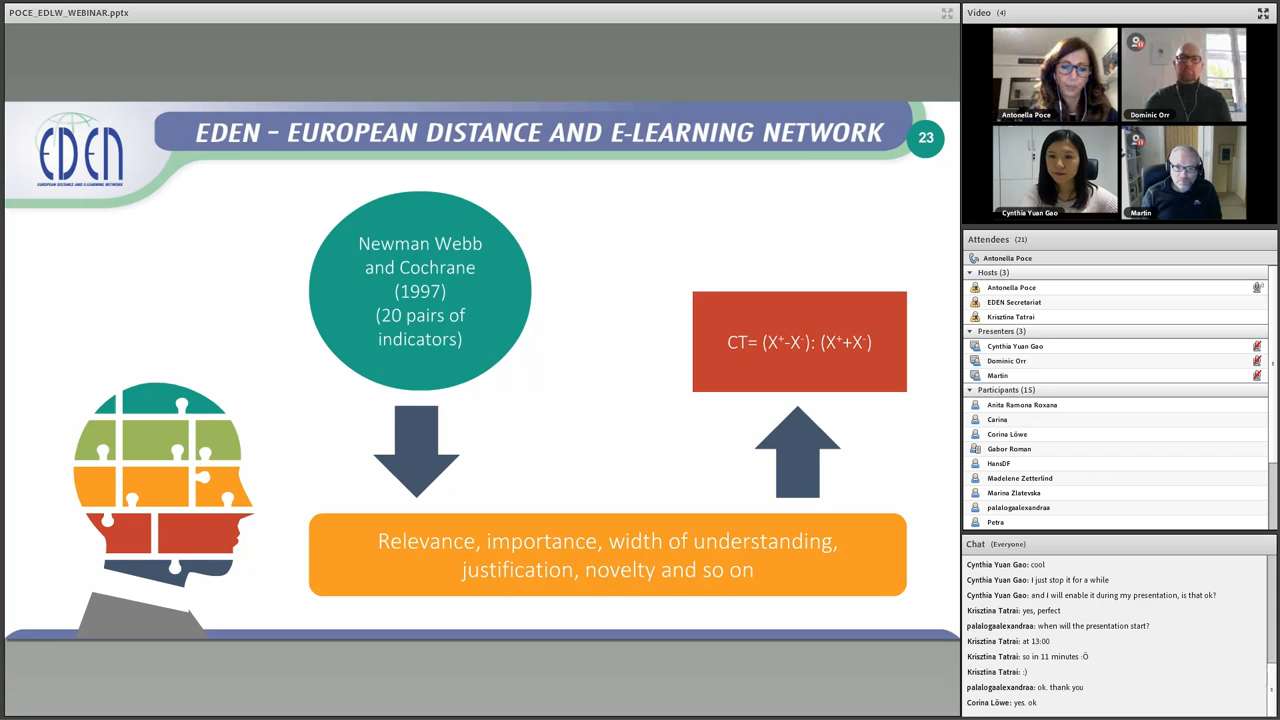 POCE_EDLW_WEBINAR.pptx
EDEN
EUROPEAN DISTANCE AND E-LEARNING NETWORK
EDEN – EUROPEAN DISTANCE AND E-LEARNING NETWORK
23
Newman Webb
and Cochrane
(1997)
(20 pairs of
indicators)
CT= (X⁺-X⁻): (X⁺+X⁻)
Relevance, importance, width of understanding,
justification, novelty and so on
Video (4)
Antonella Poce
Dominic Orr
Cynthia Yuan Gao
Martin
Attendees (21)
Antonella Poce
Hosts (3)
Antonella Poce
EDEN Secretariat
Krisztina Tatrai
Presenters (3)
Cynthia Yuan Gao
Dominic Orr
Martin
Participants (15)
Anita Ramona Roxana
Carina
Corina Löwe
Gabor Roman
HansDF
Madelene Zetterlind
Marina Zlatevska
palalogaalexandraa
Petra
Chat (Everyone)
Cynthia Yuan Gao: cool
Cynthia Yuan Gao: I just stop it for a while
Cynthia Yuan Gao: and I will enable it during my presentation, is that ok?
Krisztina Tatrai: yes, perfect
palalogaalexandraa: when will the presentation start?
Krisztina Tatrai: at 13:00
Krisztina Tatrai: so in 11 minutes :Ö
Krisztina Tatrai: :)
palalogaalexandraa: ok. thank you
Corina Löwe: yes. ok